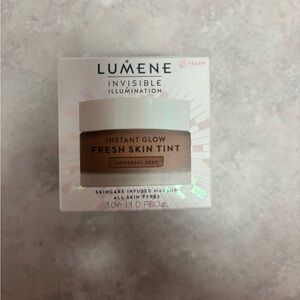 LUMENE
INVISIBLE
ILLUMINATION
VEGAN
INSTANT GLOW
FRESH SKIN TINT
UNIVERSAL DEEP
SKINCARE INFUSED MAKEUP
ALL SKIN TYPES
30ml/1.0 Fl.Oz.